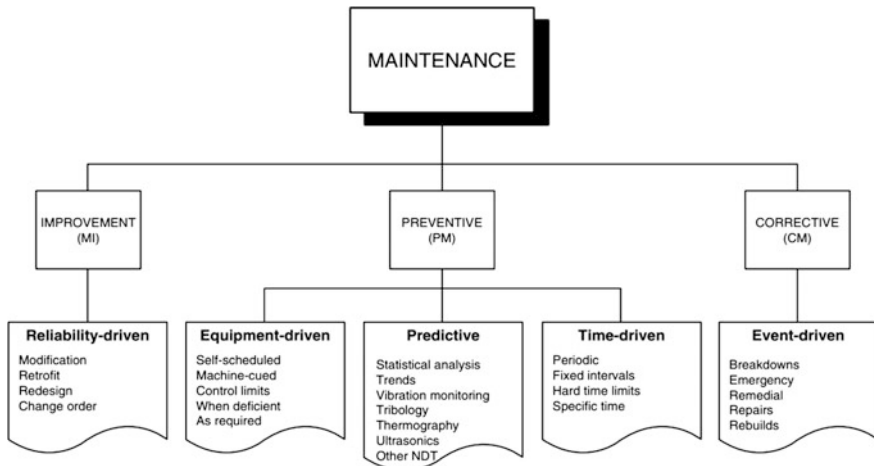 MAINTENANCE
IMPROVEMENT
(MI)
PREVENTIVE
(PM)
CORRECTIVE
(CM)
Reliability-driven
Modification
Retrofit
Redesign
Change order
Equipment-driven
Self-scheduled
Machine-cued
Control limits
When deficient
As required
Predictive
Statistical analysis
Trends
Vibration monitoring
Tribology
Thermography
Ultrasonics
Other NDT
Time-driven
Periodic
Fixed intervals
Hard time limits
Specific time
Event-driven
Breakdowns
Emergency
Remedial
Repairs
Rebuilds